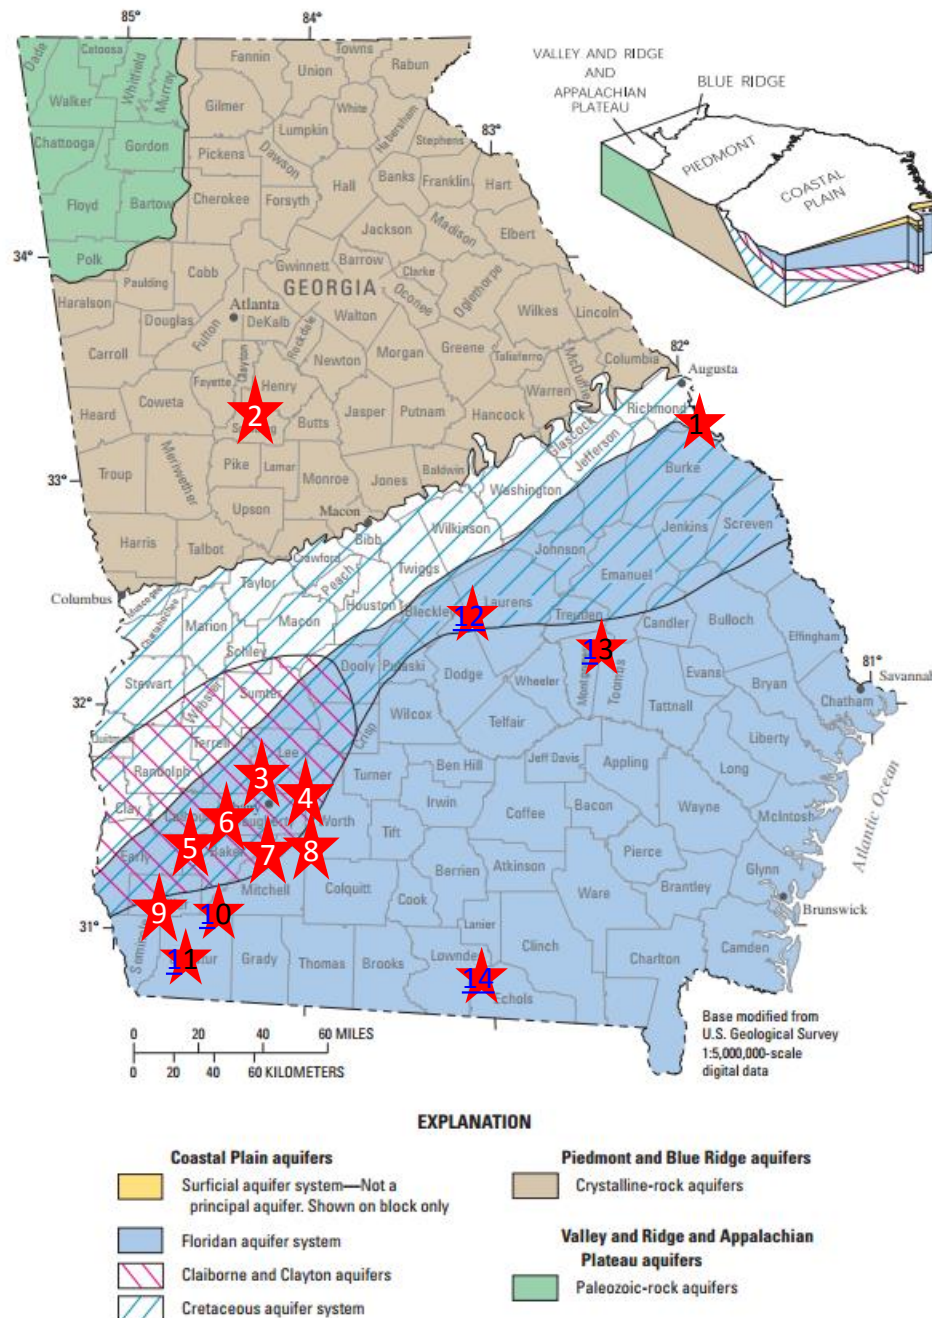 85°
84°
VALLEY AND RIDGE
AND
APPALACHIAN
PLATEAU
BLUE RIDGE
PIEDMONT
COASTAL
PLAIN
Dade
Catoosa
Whitfield
Murray
Fannin
Towns
Union
Rabun
Walker
Gilmer
White
Habersham
83°
Chattooga
Gordon
Lumpkin
Stephens
Pickens
Dawson
Banks
Franklin
Hart
Floyd
Bartow
Cherokee
Forsyth
Hall
Madison
Elbert
Jackson
34°
Polk
Cobb
Gwinnett
Barrow
Clarke
Oconee
Oglethorpe
Paulding
GEORGIA
Haralson
Atlanta
DeKalb
Walton
Wilkes
Lincoln
82°
Douglas
Fulton
Rockdale
Morgan
Greene
Taliaferro
McDuffie
Columbia
Augusta
Carroll
Clayton
Newton
Warren
Fayette
Henry
Richmond
Heard
Coweta
2
Butts
Jasper
Putnam
Hancock
Glascock
1
Jefferson
Meriwether
Pike
Lamar
Burke
Troup
Monroe
Jones
Baldwin
33°
Washington
Upson
Macon
Wilkinson
Jenkins
Screven
Harris
Talbot
Bibb
Johnson
Crawford
Twiggs
Emanuel
Columbus
Muscogee
Taylor
Peach
Houston
Bleckley
12
Laurens
Treutlen
Candler
Bulloch
Effingham
Chattahoochee
Marion
Macon
Schley
13
81°
Stewart
Webster
Sumter
Dooly
Pulaski
Dodge
Wheeler
Toombs
Evans
Bryan
Savannah
Tattnall
Chatham
32°
Quitman
Terrell
Lee
Crisp
Wilcox
Telfair
Liberty
Randolph
3
Turner
Ben Hill
Jeff Davis
Appling
Long
Clay
4
Irwin
Coffee
Bacon
Wayne
McIntosh
Atlantic Ocean
6
5
Worth
Tift
Early
Baker
7
8
Pierce
Mitchell
Colquitt
Berrien
Atkinson
Glynn
9
10
Cook
Ware
Brantley
Brunswick
31°
Lanier
11
Grady
Thomas
Brooks
Clinch
Charlton
Camden
14
Echols
0 20 40 60 MILES
0 20 40 60 KILOMETERS
Base modified from
U.S. Geological Survey
1:5,000,000-scale
digital data
EXPLANATION
Coastal Plain aquifers
Surficial aquifer system—Not a
principal aquifer. Shown on block only
Floridan aquifer system
Claiborne and Clayton aquifers
Cretaceous aquifer system
Piedmont and Blue Ridge aquifers
Crystalline-rock aquifers
Valley and Ridge and Appalachian
Plateau aquifers
Paleozoic-rock aquifers